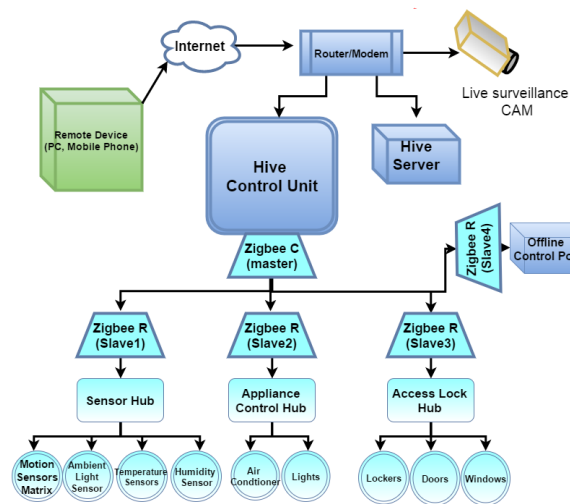 Internet
Router/Modem
Live surveillance
CAM
Remote Device
(PC, Mobile Phone)
Hive
Control Unit
Hive
Server
Zigbee C
(master)
Zigbee R
(Slave4)
Offline
Control Po
Zigbee R
(Slave1)
Zigbee R
(Slave2)
Zigbee R
(Slave3)
Sensor Hub
Appliance
Control Hub
Access Lock
Hub
Motion
Sensors
Matrix
Ambient
Light
Sensor
Temperature
Sensors
Humidity
Sensor
Air
Condtioner
Lights
Lockers
Doors
Windows